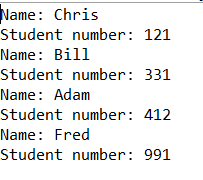 Name: Chris
Student number: 121
Name: Bill
Student number: 331
Name: Adam
Student number: 412
Name: Fred
Student number: 991